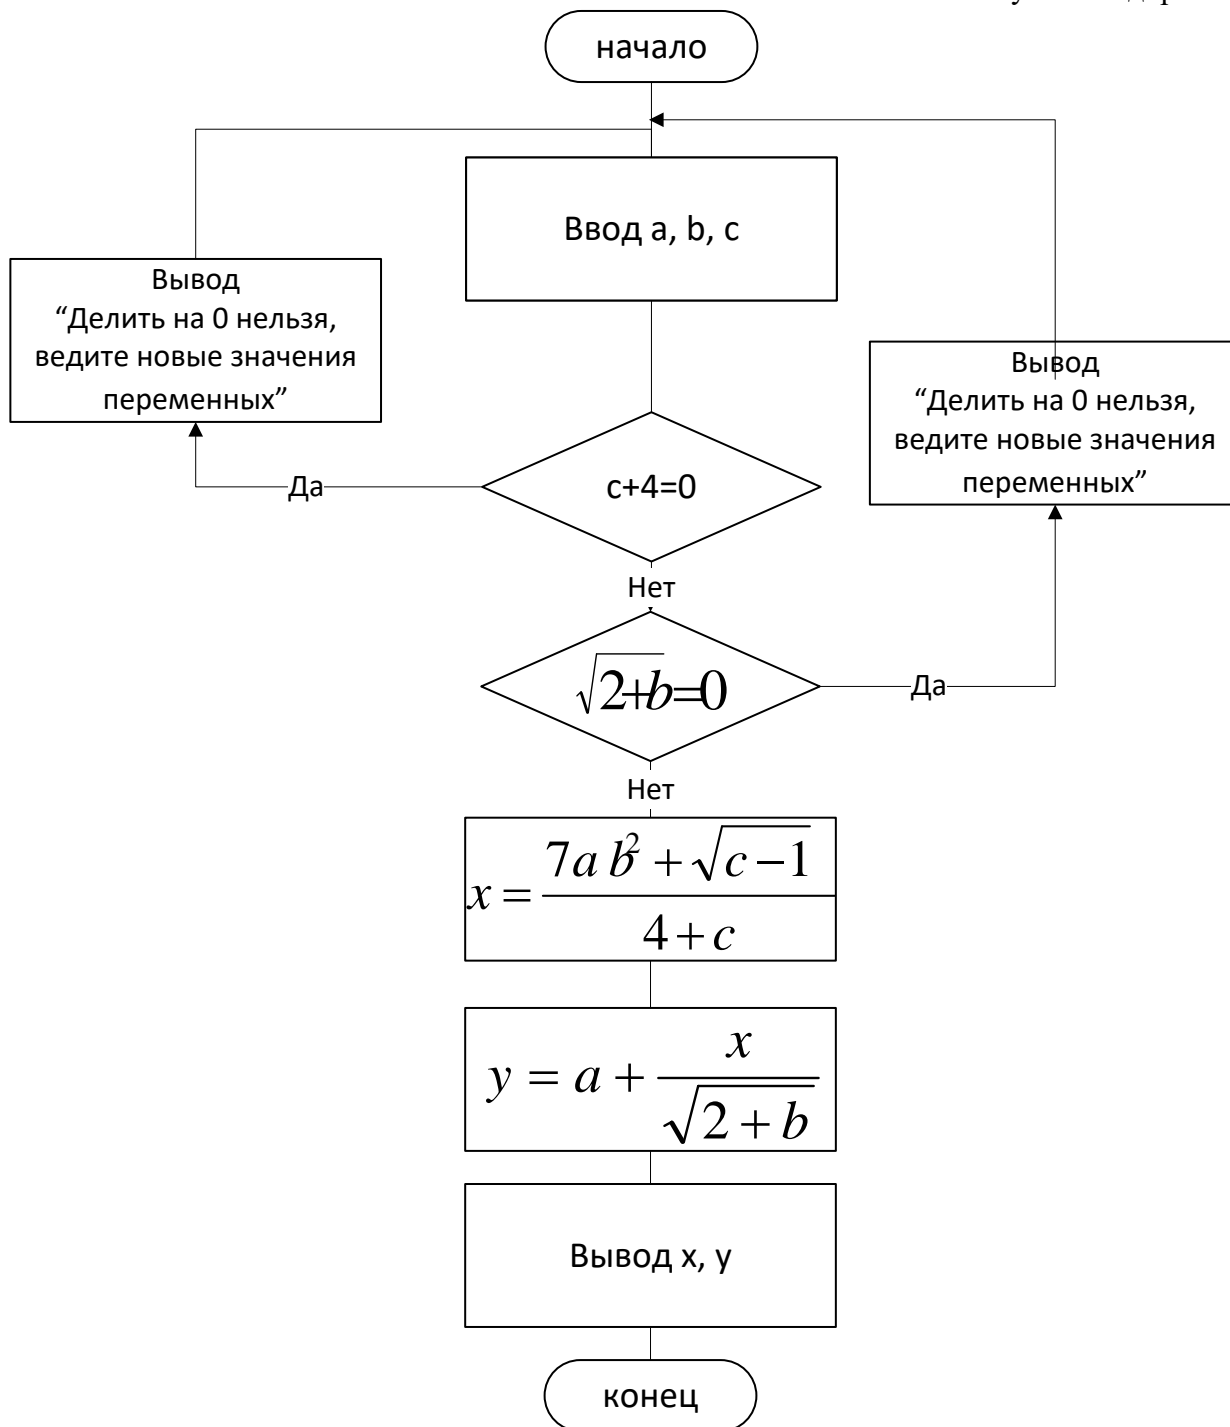 начало
Ввод a, b, c
Вывод
“Делить на 0 нельзя,
ведите новые значения
переменных”
Вывод
“Делить на 0 нельзя,
ведите новые значения
переменных”
c+4=0
Да
Нет
√2+b=0
Да
Нет
x = (7ab² + √(c−1)) / (4+c)
y = a + x / √(2+b)
Вывод x, y
конец